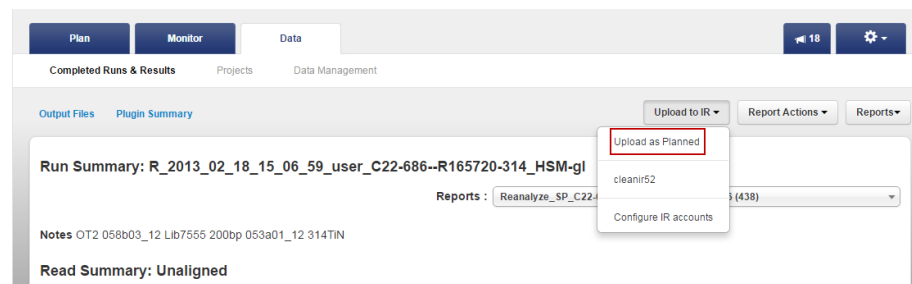 Plan Monitor Data 18
Completed Runs & Results Projects Data Management
Output Files Plugin Summary Upload to IR Report Actions Reports
Upload as Planned
Run Summary: R_2013_02_18_15_06_59_user_C22-686--R165720-314_HSM-gl
cleanir52
Reports : Reanalyze_SP_C22- (438)
Configure IR accounts
Notes OT2 058b03_12 Lib7555 200bp 053a01_12 314TiN
Read Summary: Unaligned